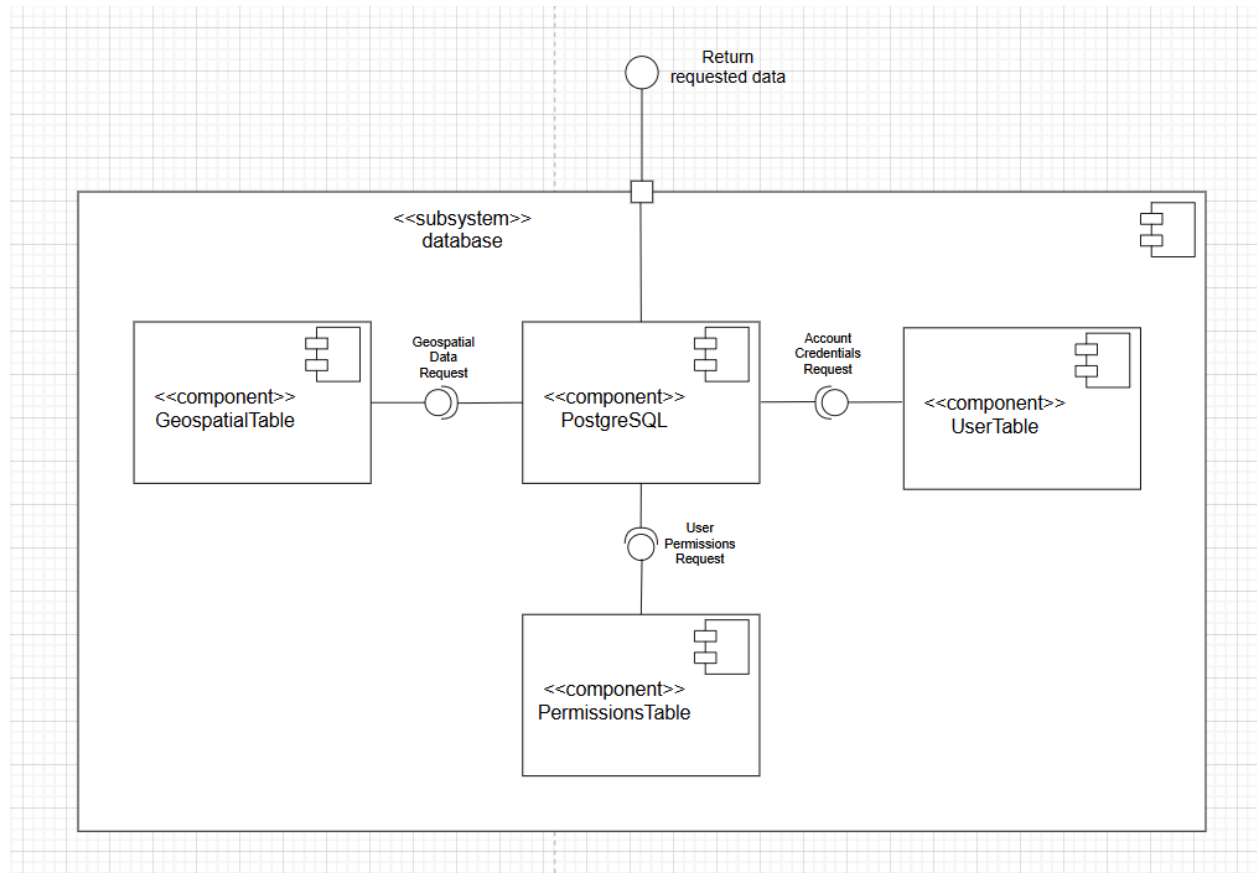 Return
requested data
<<subsystem>>
database
Geospatial
Data
Request
Account
Credentials
Request
<<component>>
GeospatialTable
<<component>>
PostgreSQL
<<component>>
UserTable
User
Permissions
Request
<<component>>
PermissionsTable